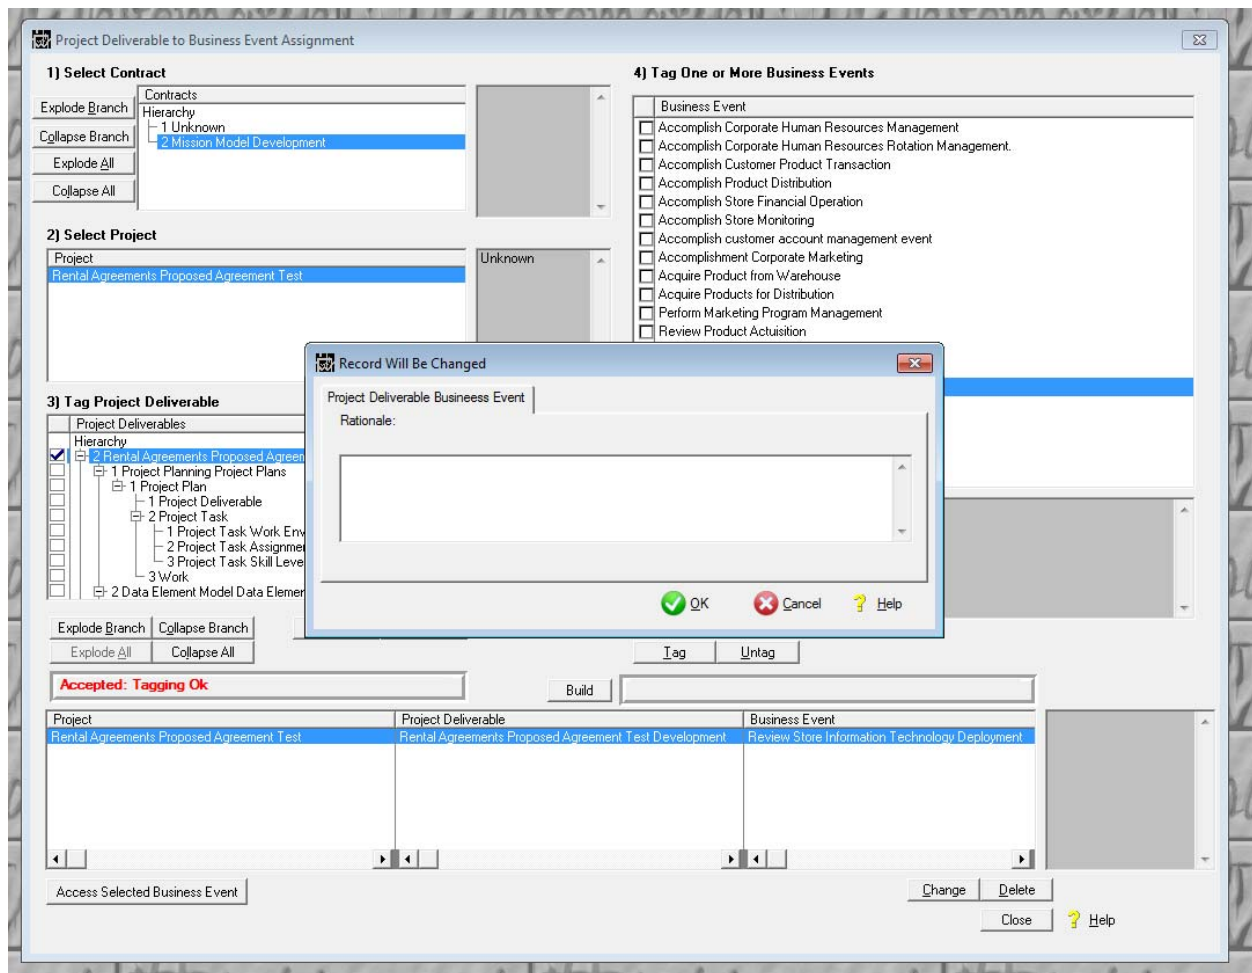 Project Deliverable to Business Event Assignment
1) Select Contract
Explode Branch
Collapse Branch
Explode All
Collapse All
Contracts
Hierarchy
1 Unknown
2 Mission Model Development
2) Select Project
Project
Rental Agreements Proposed Agreement Test
Unknown
3) Tag Project Deliverable
Project Deliverables
Hierarchy
2 Rental Agreements Proposed Agreen
1 Project Planning Project Plans
1 Project Plan
1 Project Deliverable
2 Project Task
1 Project Task Work Env
2 Project Task Assignme
3 Project Task Skill Leve
3 Work
2 Data Element Model Data Elemer
Explode Branch
Collapse Branch
Explode All
Collapse All
4) Tag One or More Business Events
Business Event
Accomplish Corporate Human Resources Management
Accomplish Corporate Human Resources Rotation Management.
Accomplish Customer Product Transaction
Accomplish Product Distribution
Accomplish Store Financial Operation
Accomplish Store Monitoring
Accomplish customer account management event
Accomplishment Corporate Marketing
Acquire Product from Warehouse
Acquire Products for Distribution
Perform Marketing Program Management
Review Product Actuisition
Record Will Be Changed
Project Deliverable Busineess Event
Rationale:
OK
Cancel
Help
Tag
Untag
Accepted: Tagging Ok
Build
Project
Project Deliverable
Business Event
Rental Agreements Proposed Agreement Test
Rental Agreements Proposed Agreement Test Development
Review Store Information Technology Deployment
Access Selected Business Event
Change
Delete
Close
Help